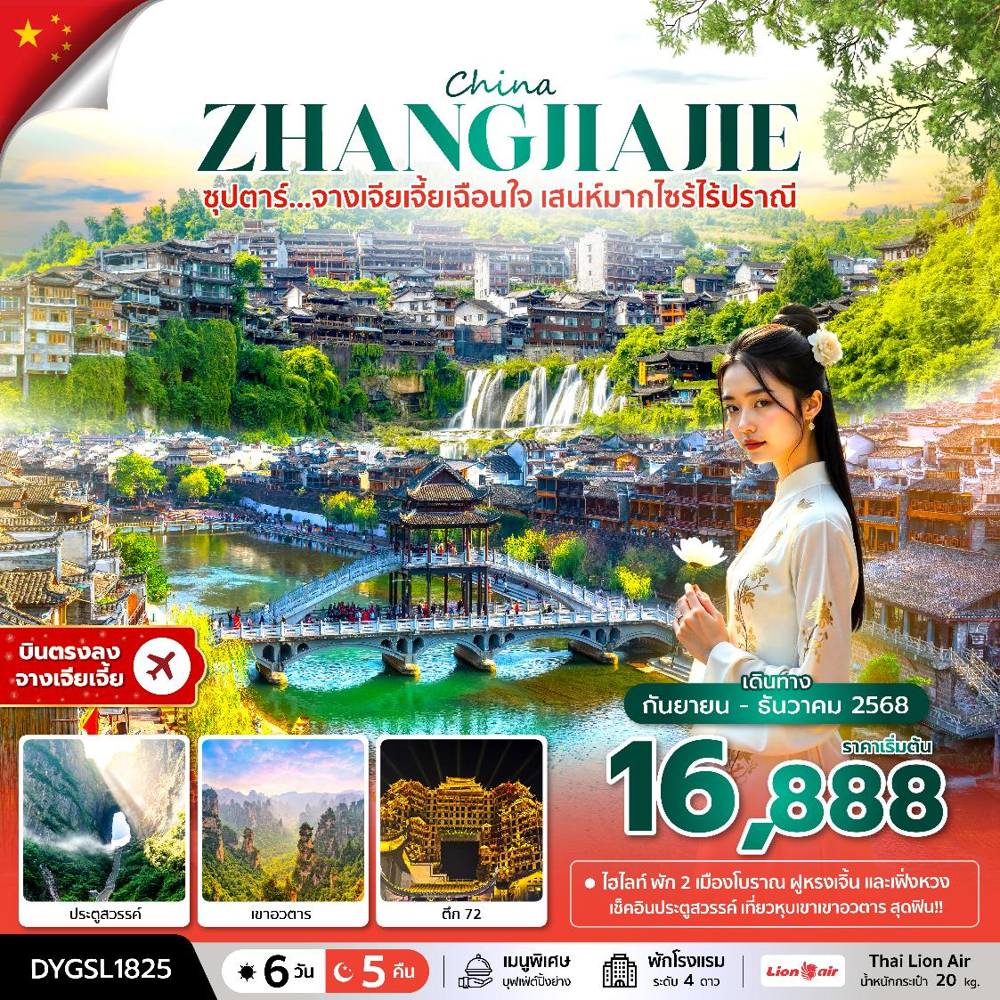 China
ZHANGJIAJIE
ซุปตาร์...จางเจียเจี้ยเฉือนใจ เสน่ห์มากไซร้ไร้ปราณี
บินตรงลง
จางเจียเจี้ย
เดินทาง
กันยายน - ธันวาคม 2568
ราคาเริ่มต้น
16,888
ประตูสวรรค์
เขาอวตาร
ตึก 72
• ไฮไลท์ พัก 2 เมืองโบราณ ฝูหรงเจิ้น และเฟิ่งหวง
เช็คอินประตูสวรรค์ เที่ยวหุบเขาเขาอวตาร สุดฟิน!!
DYGSL1825
6 วัน 5 คืน
เมนูพิเศษ
บุฟเฟ่ต์ปิ้งย่าง
พักโรงแรม
ระดับ 4 ดาว
Lion air
Thai Lion Air
น้ำหนักกระเป๋า 20 kg.